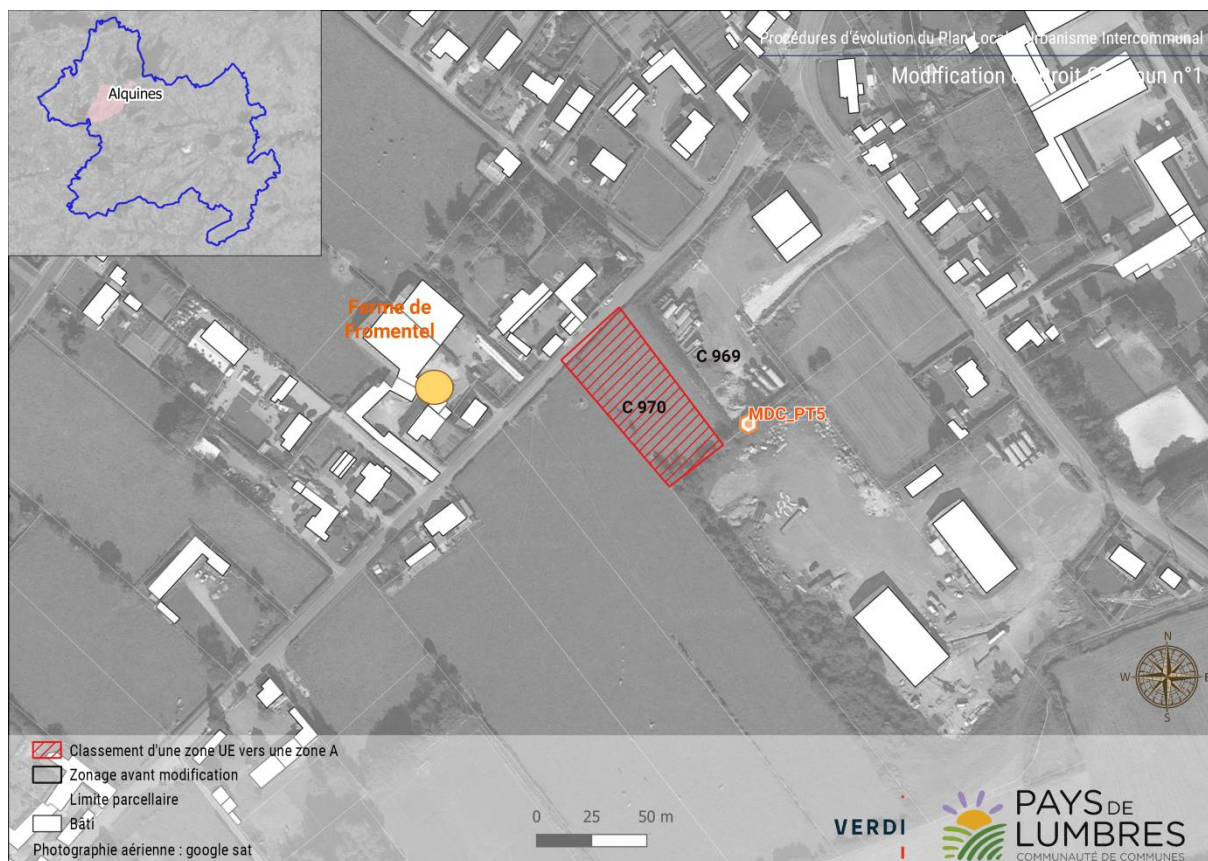 Procédures d'évolution du Plan Local d'Urbanisme Intercommunal
Modification de Droit Commun n°1
Alquines
Ferme de
Fromentel
C 969
C 970
MDC_PT5
N
W
E
S
Classement d'une zone UE vers une zone A
Zonage avant modification
Limite parcellaire
Bâti
Photographie aérienne : google sat
0 25 50 m
VERDI
PAYS DE
LUMBRES
COMMUNAUTÉ DE COMMUNES